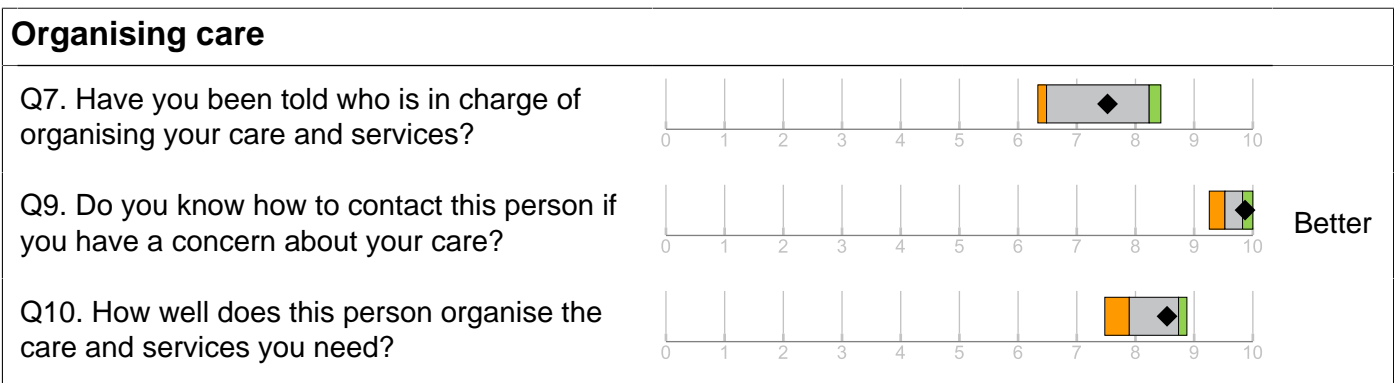 Organising care
Q7. Have you been told who is in charge of
organising your care and services?
0 1 2 3 4 5 6 7 8 9 10
Q9. Do you know how to contact this person if
you have a concern about your care?
0 1 2 3 4 5 6 7 8 9 10
Better
Q10. How well does this person organise the
care and services you need?
0 1 2 3 4 5 6 7 8 9 10